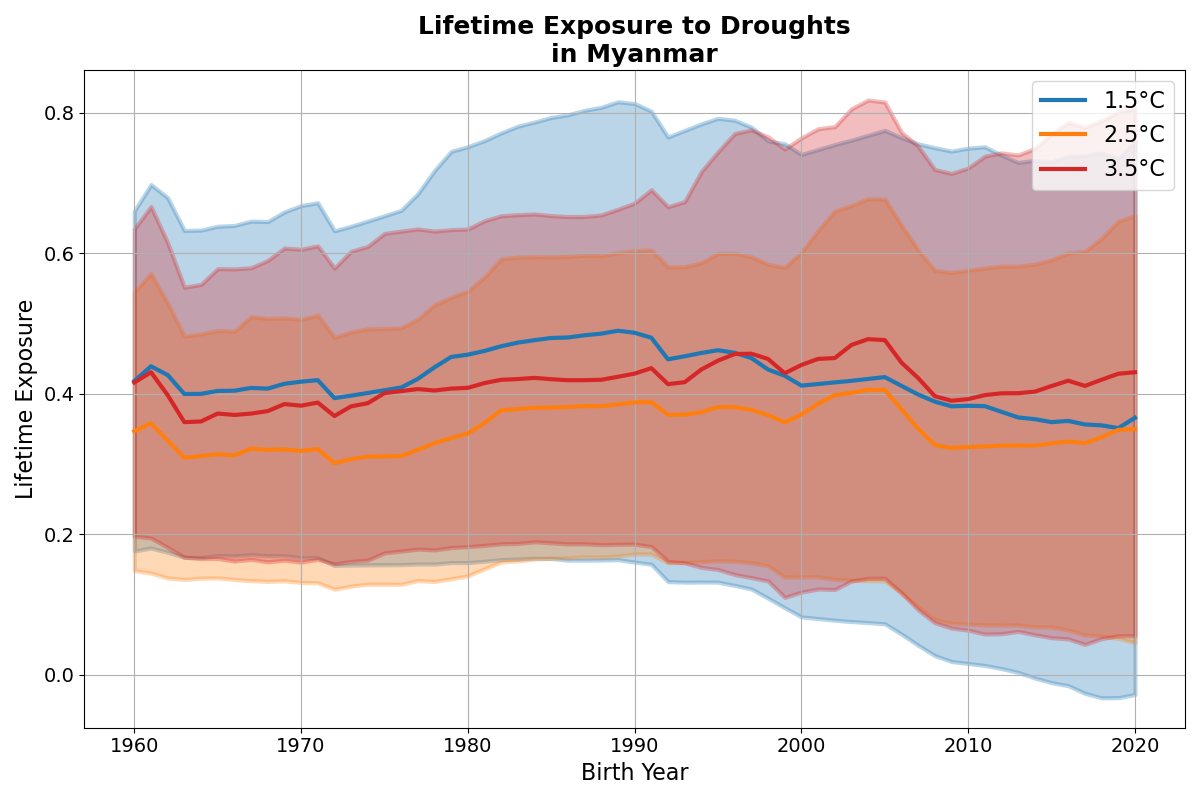 Lifetime Exposure to Droughts
in Myanmar
1.5°C
2.5°C
3.5°C
Lifetime Exposure
0.8
0.6
0.4
0.2
0.0
1960 1970 1980 1990 2000 2010 2020
Birth Year